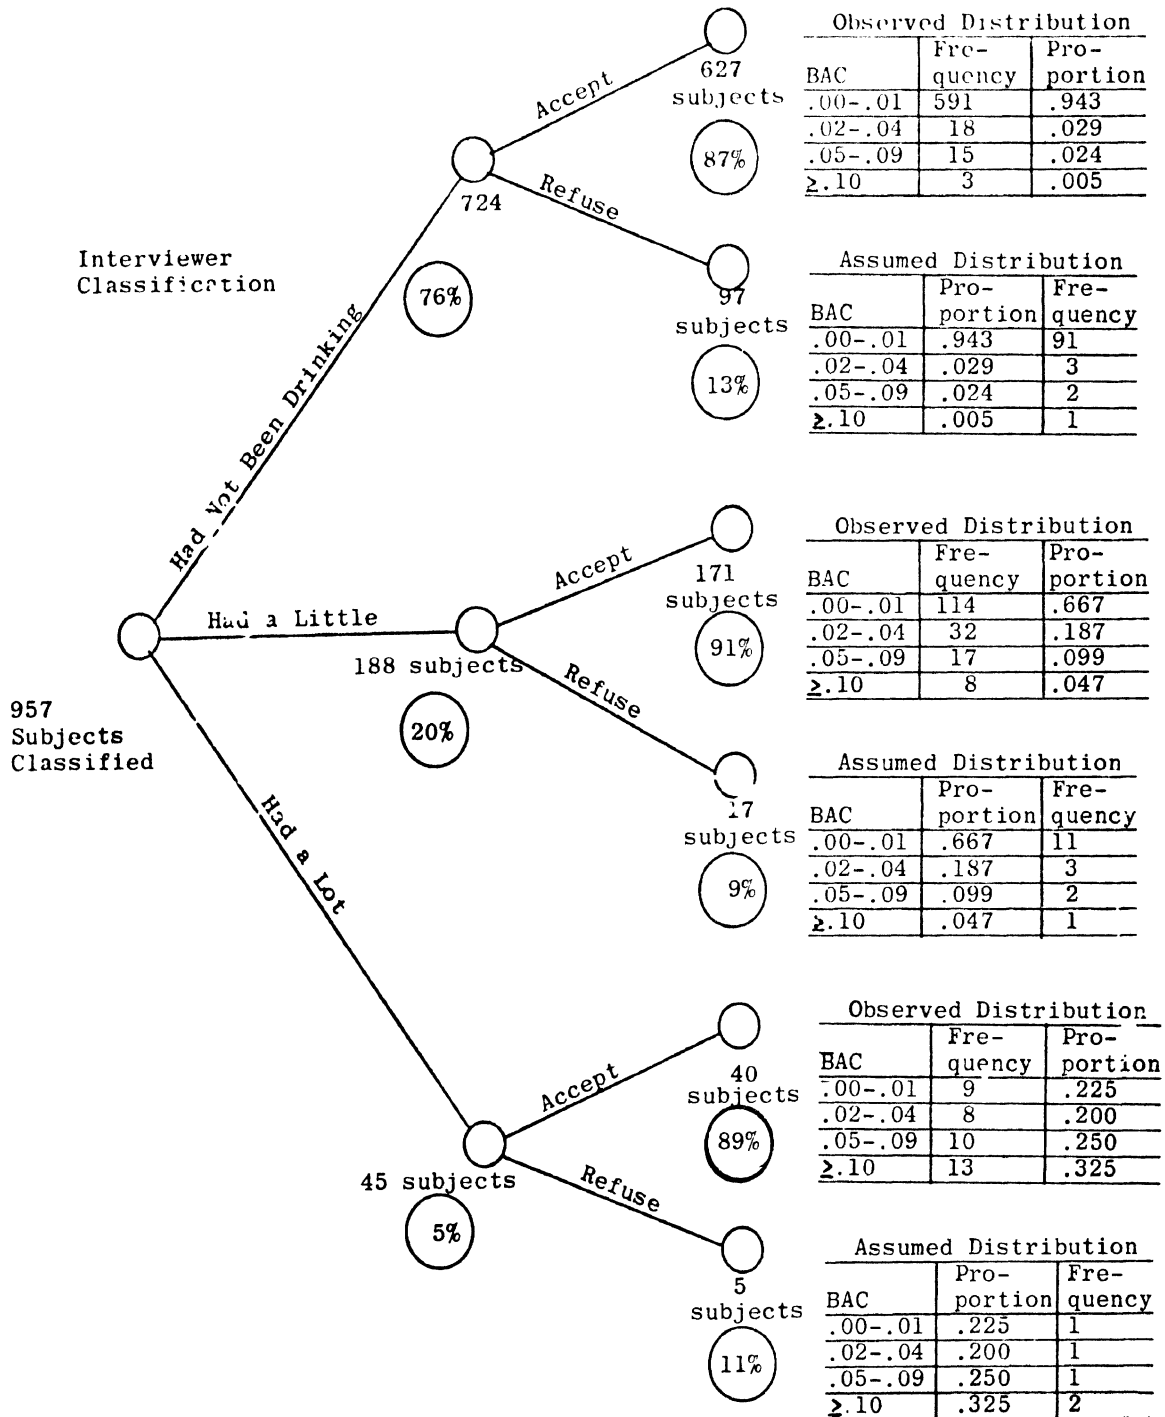 Observed Distribution
BAC Fre-quency Pro-portion
.00-.01 591 .943
.02-.04 18 .029
.05-.09 15 .024
≥.10 3 .005
Accept
627
subjects
87%
724
Refuse
97
subjects
13%
Assumed Distribution
BAC Pro-portion Fre-quency
.00-.01 .943 91
.02-.04 .029 3
.05-.09 .024 2
≥.10 .005 1
Interviewer
Classification
76%
Had Not Been Drinking
Observed Distribution
BAC Fre-quency Pro-portion
.00-.01 114 .667
.02-.04 32 .187
.05-.09 17 .099
≥.10 8 .047
Accept
171
subjects
91%
Had a Little
188 subjects
20%
Refuse
17
subjects
9%
957
Subjects
Classified
Assumed Distribution
BAC Pro-portion Fre-quency
.00-.01 .667 11
.02-.04 .187 3
.05-.09 .099 2
≥.10 .047 1
Had a Lot
Observed Distribution
BAC Fre-quency Pro-portion
.00-.01 9 .225
.02-.04 8 .200
.05-.09 10 .250
≥.10 13 .325
Accept
40
subjects
89%
45 subjects
5%
Refuse
5
subjects
11%
Assumed Distribution
BAC Pro-portion Fre-quency
.00-.01 .225 1
.02-.04 .200 1
.05-.09 .250 1
≥.10 .325 2